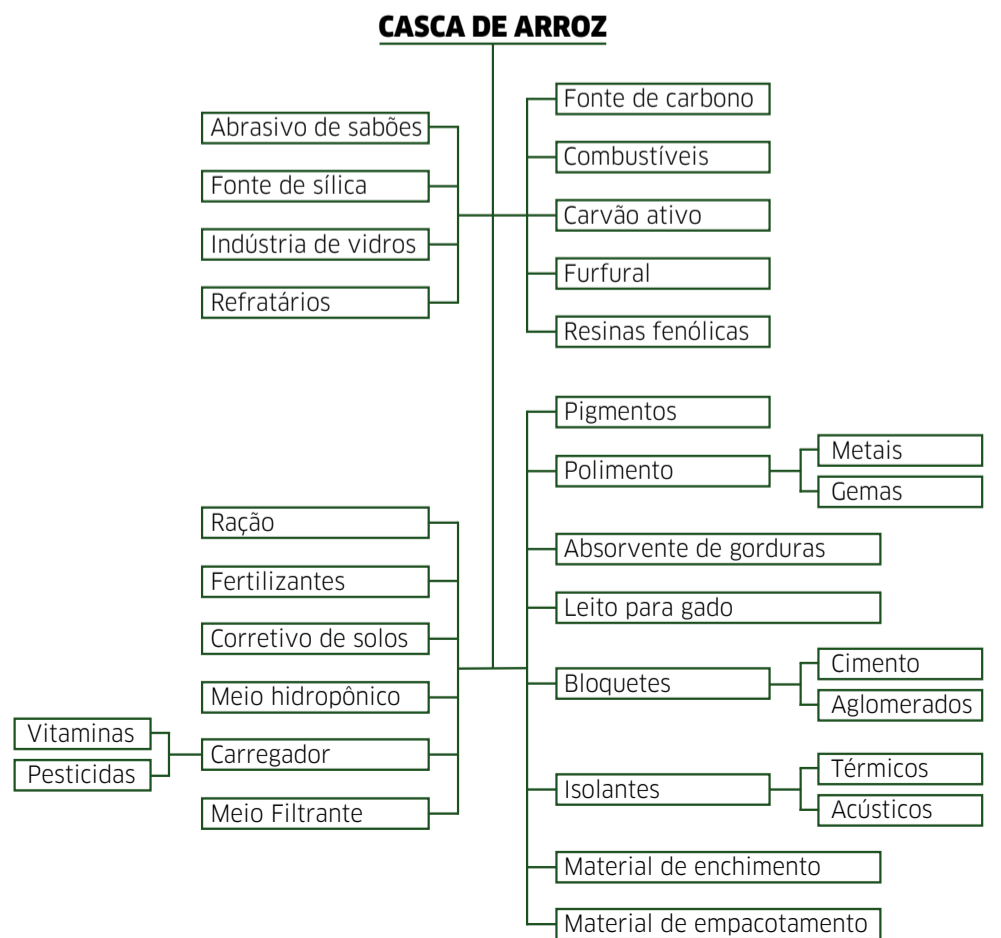 CASCA DE ARROZ
Abrasivo de sabões
Fonte de sílica
Indústria de vidros
Refratários
Fonte de carbono
Combustíveis
Carvão ativo
Furfural
Resinas fenólicas
Ração
Fertilizantes
Corretivo de solos
Meio hidropônico
Carregador
Vitaminas
Pesticidas
Meio Filtrante
Pigmentos
Polimento
Metais
Gemas
Absorvente de gorduras
Leito para gado
Bloquetes
Cimento
Aglomerados
Isolantes
Térmicos
Acústicos
Material de enchimento
Material de empacotamento